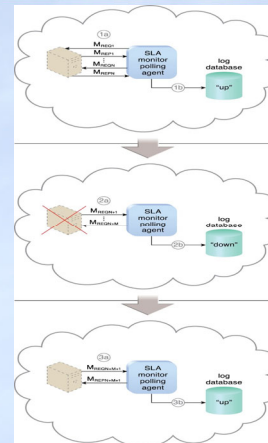 1a
MREQ1
MREP1
MREQN
MREPN
SLA
monitor
polling
agent
log
database
1b
"up"
2a
MREQN+1
MREQN+M
SLA
monitor
polling
agent
log
database
2b
"down"
3a
MREQN+M+1
MREPN+M+1
SLA
monitor
polling
agent
log
database
3b
"up"